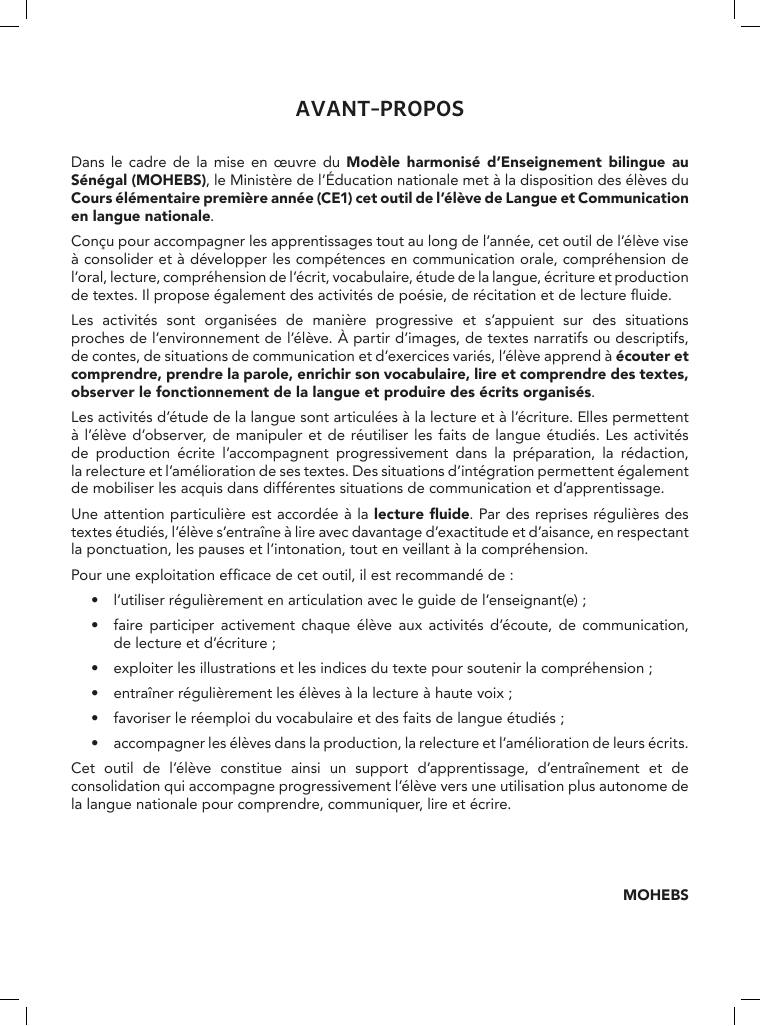 AVANT-PROPOS
Dans le cadre de la mise en œuvre du Modèle harmonisé d’Enseignement bilingue au
Sénégal (MOHEBS), le Ministère de l’Éducation nationale met à la disposition des élèves du
Cours élémentaire première année (CE1) cet outil de l’élève de Langue et Communication
en langue nationale.
Conçu pour accompagner les apprentissages tout au long de l’année, cet outil de l’élève vise
à consolider et à développer les compétences en communication orale, compréhension de
l’oral, lecture, compréhension de l’écrit, vocabulaire, étude de la langue, écriture et production
de textes. Il propose également des activités de poésie, de récitation et de lecture fluide.
Les activités sont organisées de manière progressive et s’appuient sur des situations
proches de l’environnement de l’élève. À partir d’images, de textes narratifs ou descriptifs,
de contes, de situations de communication et d’exercices variés, l’élève apprend à écouter et
comprendre, prendre la parole, enrichir son vocabulaire, lire et comprendre des textes,
observer le fonctionnement de la langue et produire des écrits organisés.
Les activités d’étude de la langue sont articulées à la lecture et à l’écriture. Elles permettent
à l’élève d’observer, de manipuler et de réutiliser les faits de langue étudiés. Les activités
de production écrite l’accompagnent progressivement dans la préparation, la rédaction,
la relecture et l’amélioration de ses textes. Des situations d’intégration permettent également
de mobiliser les acquis dans différentes situations de communication et d’apprentissage.
Une attention particulière est accordée à la lecture fluide. Par des reprises régulières des
textes étudiés, l’élève s’entraîne à lire avec davantage d’exactitude et d’aisance, en respectant
la ponctuation, les pauses et l’intonation, tout en veillant à la compréhension.
Pour une exploitation efficace de cet outil, il est recommandé de :
• l’utiliser régulièrement en articulation avec le guide de l’enseignant(e) ;
• faire participer activement chaque élève aux activités d’écoute, de communication,
de lecture et d’écriture ;
• exploiter les illustrations et les indices du texte pour soutenir la compréhension ;
• entraîner régulièrement les élèves à la lecture à haute voix ;
• favoriser le réemploi du vocabulaire et des faits de langue étudiés ;
• accompagner les élèves dans la production, la relecture et l’amélioration de leurs écrits.
Cet outil de l’élève constitue ainsi un support d’apprentissage, d’entraînement et de
consolidation qui accompagne progressivement l’élève vers une utilisation plus autonome de
la langue nationale pour comprendre, communiquer, lire et écrire.
MOHEBS